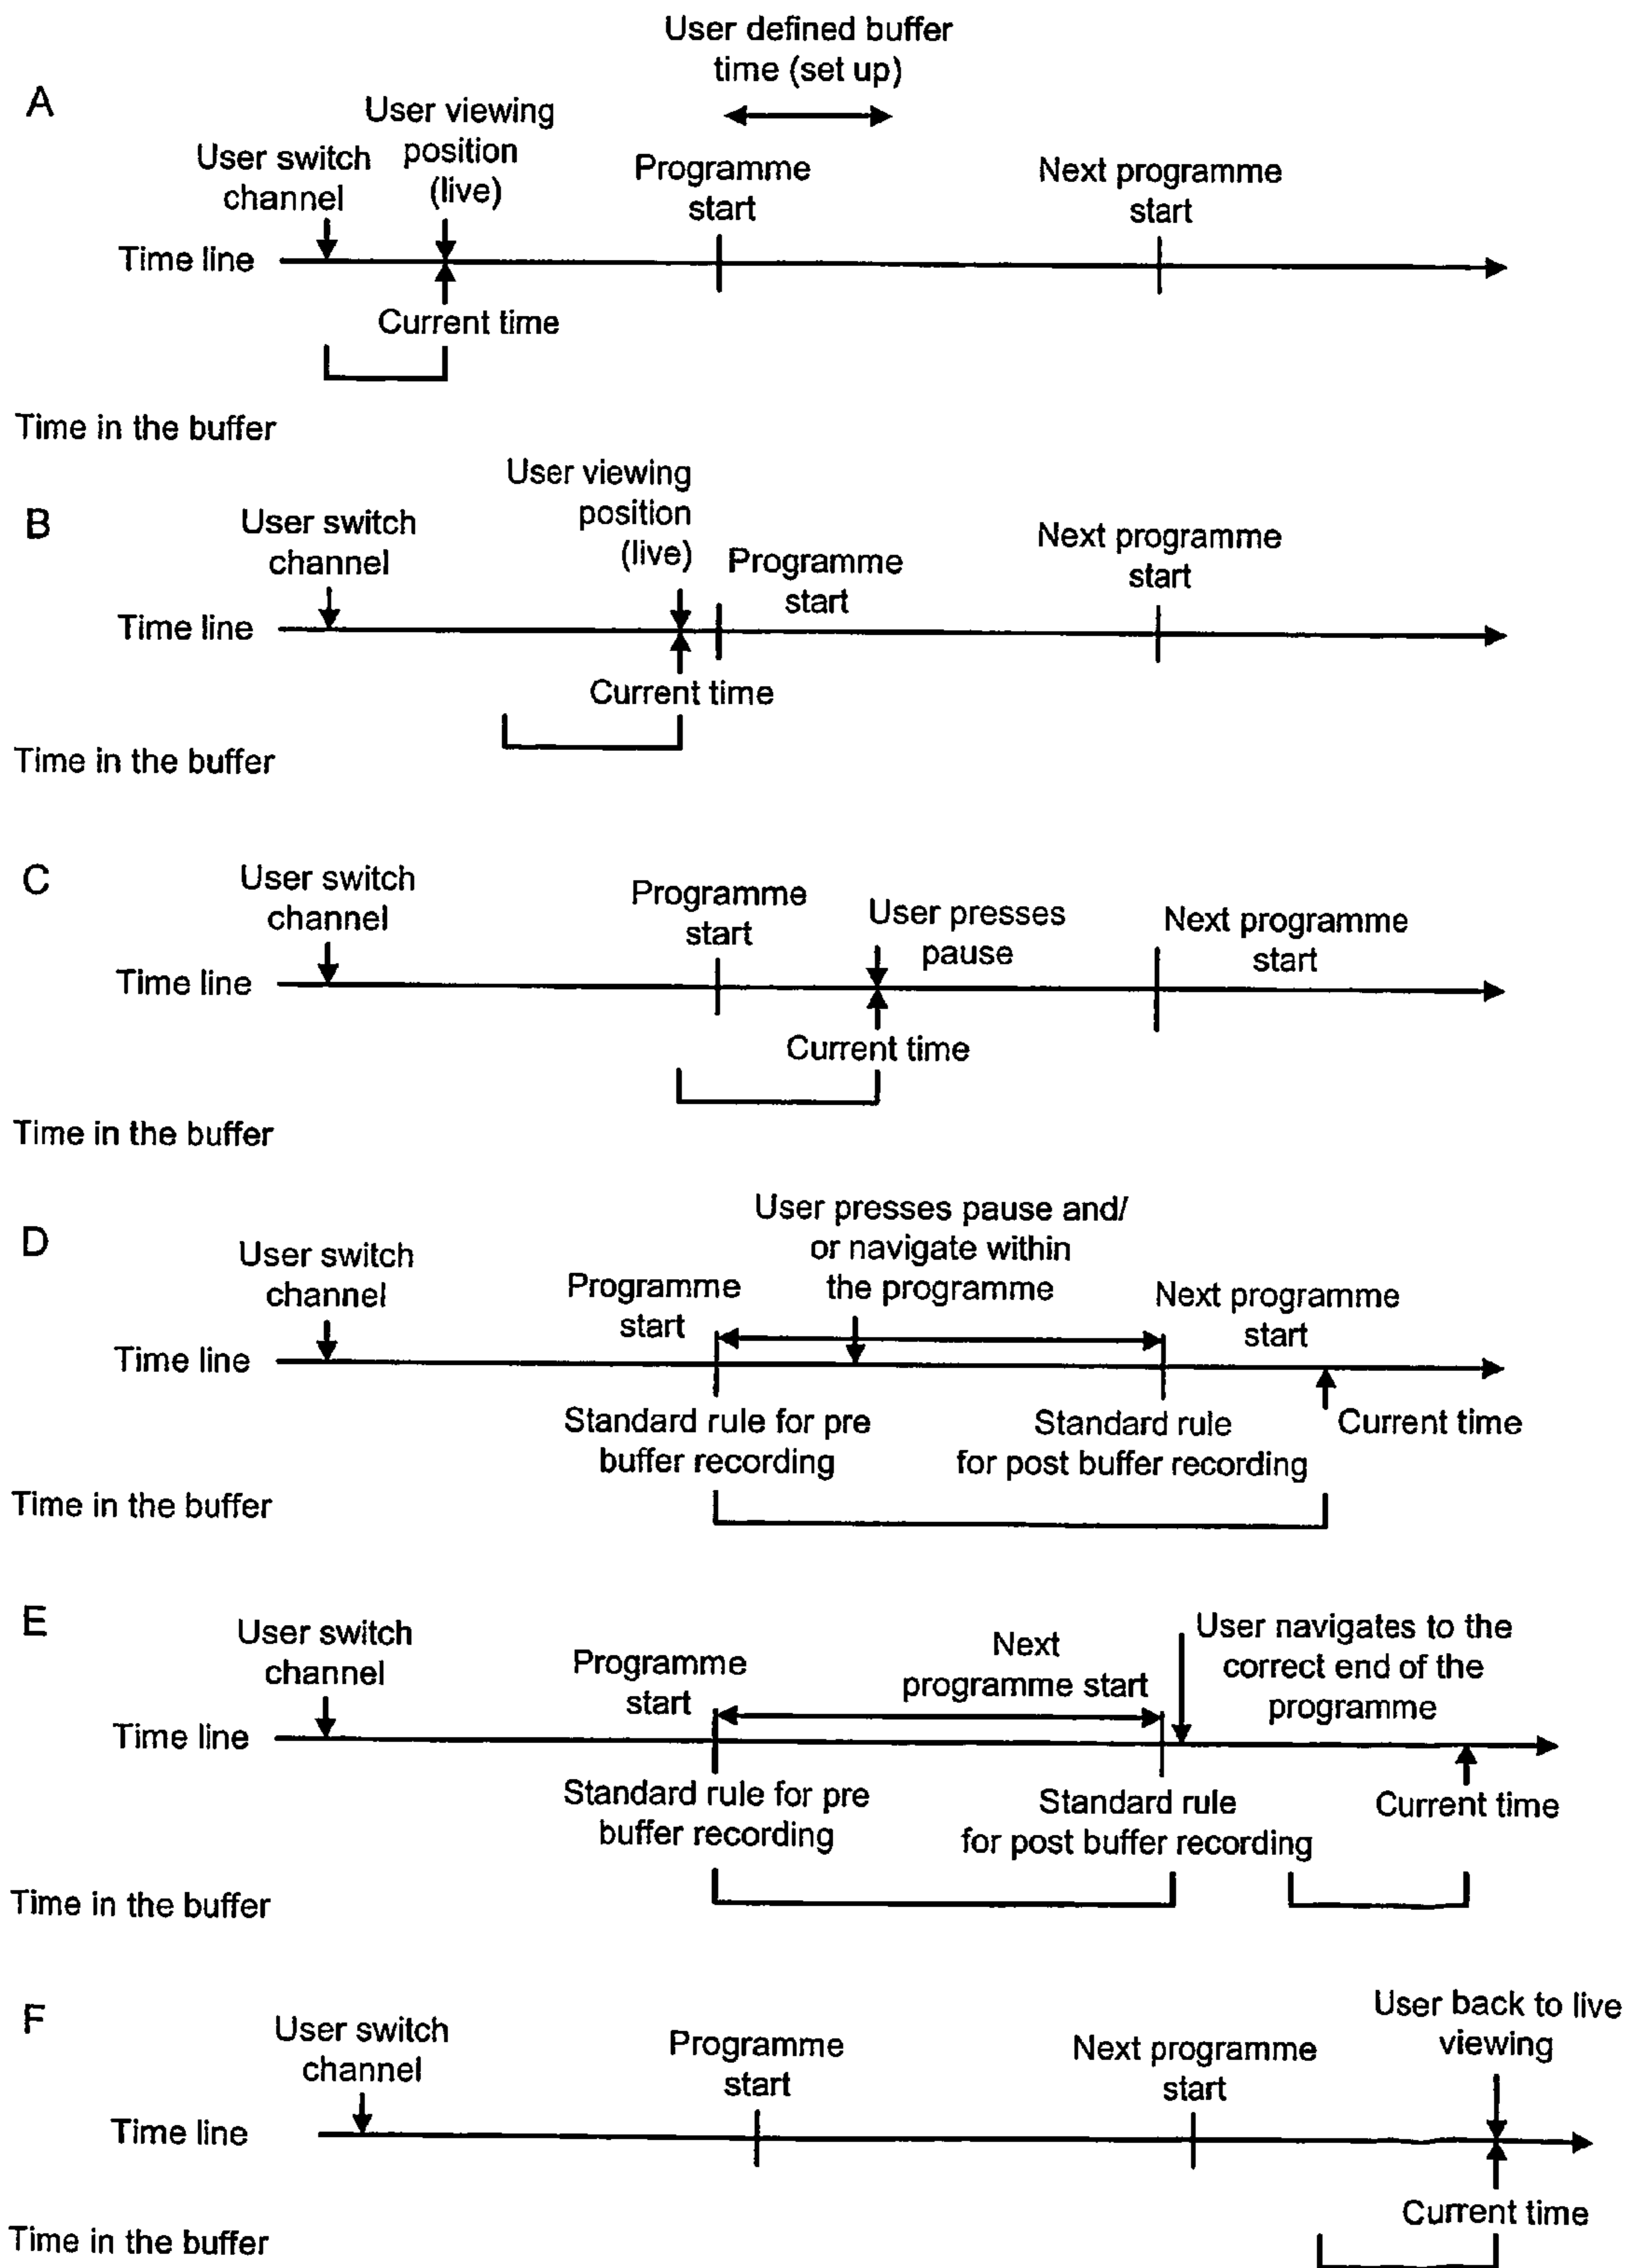 User defined buffer
time (set up)
A
User viewing
position
(live)
User switch
channel
Programme
start
Next programme
start
Time line
Current time
Time in the buffer
User viewing
position
(live)
B
User switch
channel
Programme
start
Next programme
start
Time line
Current time
Time in the buffer
C
User switch
channel
Programme
start
User presses
pause
Next programme
start
Time line
Current time
Time in the buffer
D
User switch
channel
User presses pause and/
or navigate within
the programme
Programme
start
Next programme
start
Time line
Standard rule for pre
buffer recording
Standard rule
for post buffer recording
Current time
Time in the buffer
E
User switch
channel
Programme
start
Next
programme start
User navigates to the
correct end of the
programme
Time line
Standard rule for pre
buffer recording
Standard rule
for post buffer recording
Current time
Time in the buffer
F
User switch
channel
Programme
start
Next programme
start
User back to live
viewing
Time line
Current time
Time in the buffer